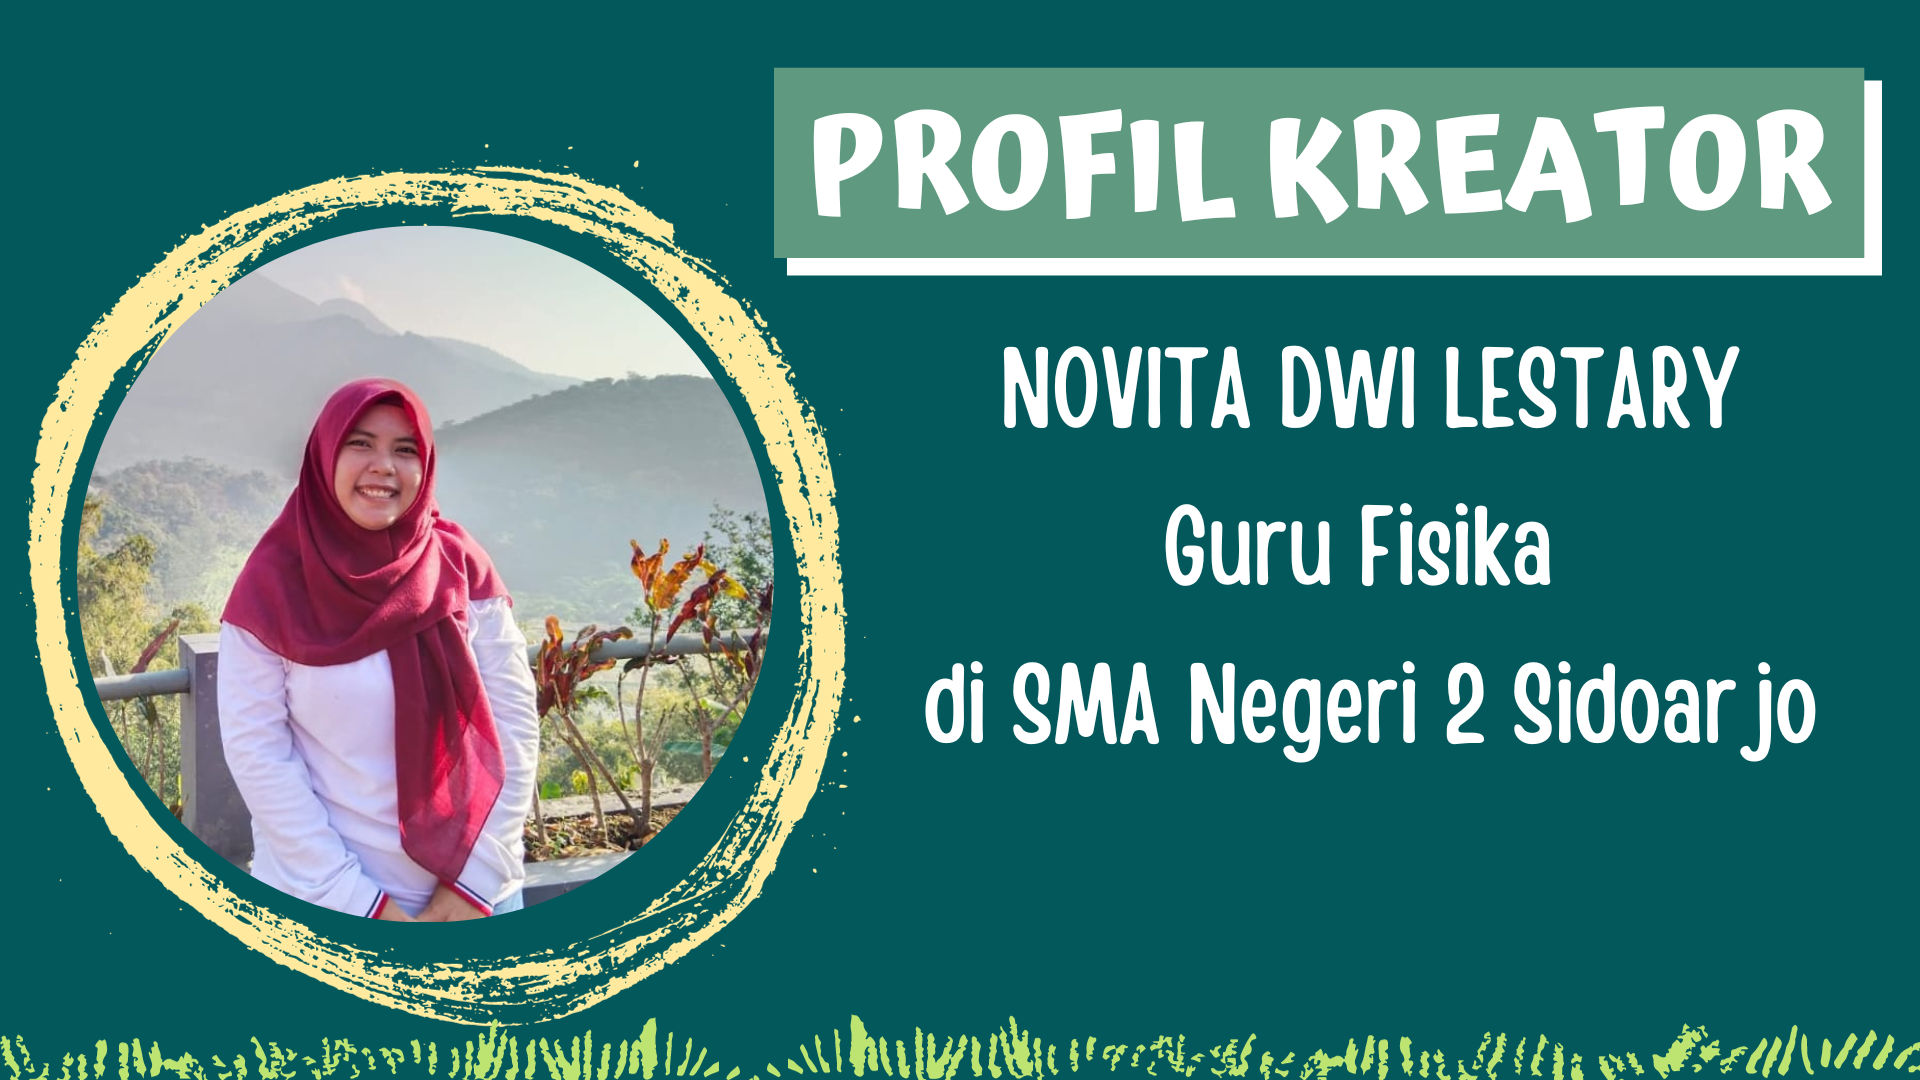 PROFIL KREATOR
NOVITA DWI LESTARY
Guru Fisika
di SMA Negeri 2 Sidoarjo